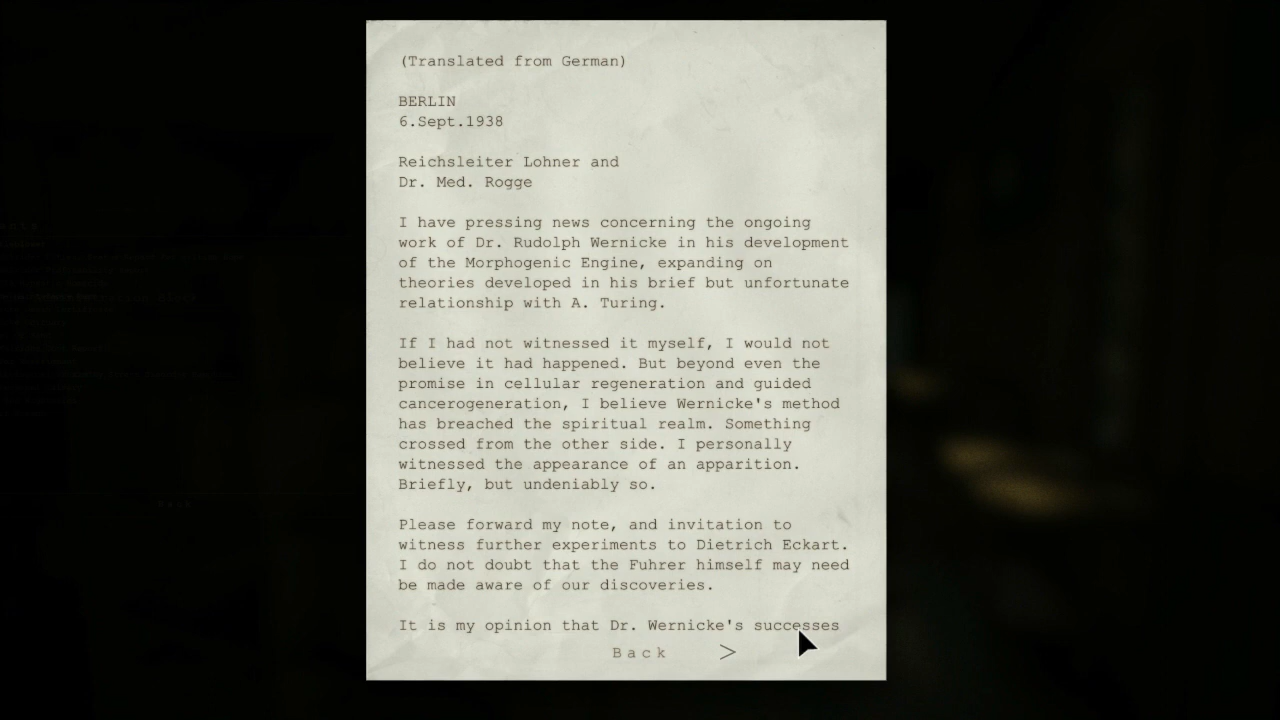 (Translated from German)
BERLIN
6.Sept.1938
Reichsleiter Lohner and
Dr. Med. Rogge
I have pressing news concerning the ongoing
work of Dr. Rudolph Wernicke in his development
of the Morphogenic Engine, expanding on
theories developed in his brief but unfortunate
relationship with A. Turing.
If I had not witnessed it myself, I would not
believe it had happened. But beyond even the
promise in cellular regeneration and guided
cancerogeneration, I believe Wernicke's method
has breached the spiritual realm. Something
crossed from the other side. I personally
witnessed the appearance of an apparition.
Briefly, but undeniably so.
Please forward my note, and invitation to
witness further experiments to Dietrich Eckart.
I do not doubt that the Fuhrer himself may need
be made aware of our discoveries.
It is my opinion that Dr. Wernicke's successes
Back >